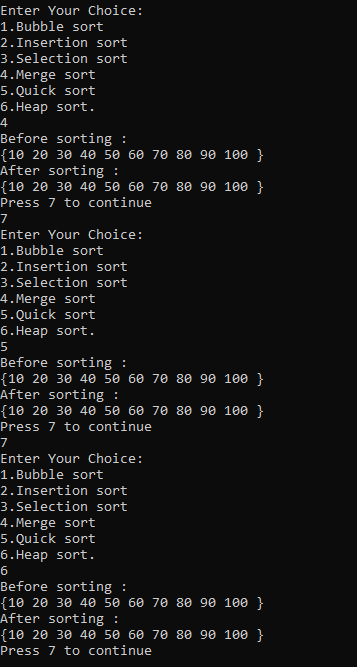 Enter Your Choice:
1.Bubble sort
2.Insertion sort
3.Selection sort
4.Merge sort
5.Quick sort
6.Heap sort.
4
Before sorting :
{10 20 30 40 50 60 70 80 90 100 }
After sorting :
{10 20 30 40 50 60 70 80 90 100 }
Press 7 to continue
7
Enter Your Choice:
1.Bubble sort
2.Insertion sort
3.Selection sort
4.Merge sort
5.Quick sort
6.Heap sort.
5
Before sorting :
{10 20 30 40 50 60 70 80 90 100 }
After sorting :
{10 20 30 40 50 60 70 80 90 100 }
Press 7 to continue
7
Enter Your Choice:
1.Bubble sort
2.Insertion sort
3.Selection sort
4.Merge sort
5.Quick sort
6.Heap sort.
6
Before sorting :
{10 20 30 40 50 60 70 80 90 100 }
After sorting :
{10 20 30 40 50 60 70 80 90 100 }
Press 7 to continue